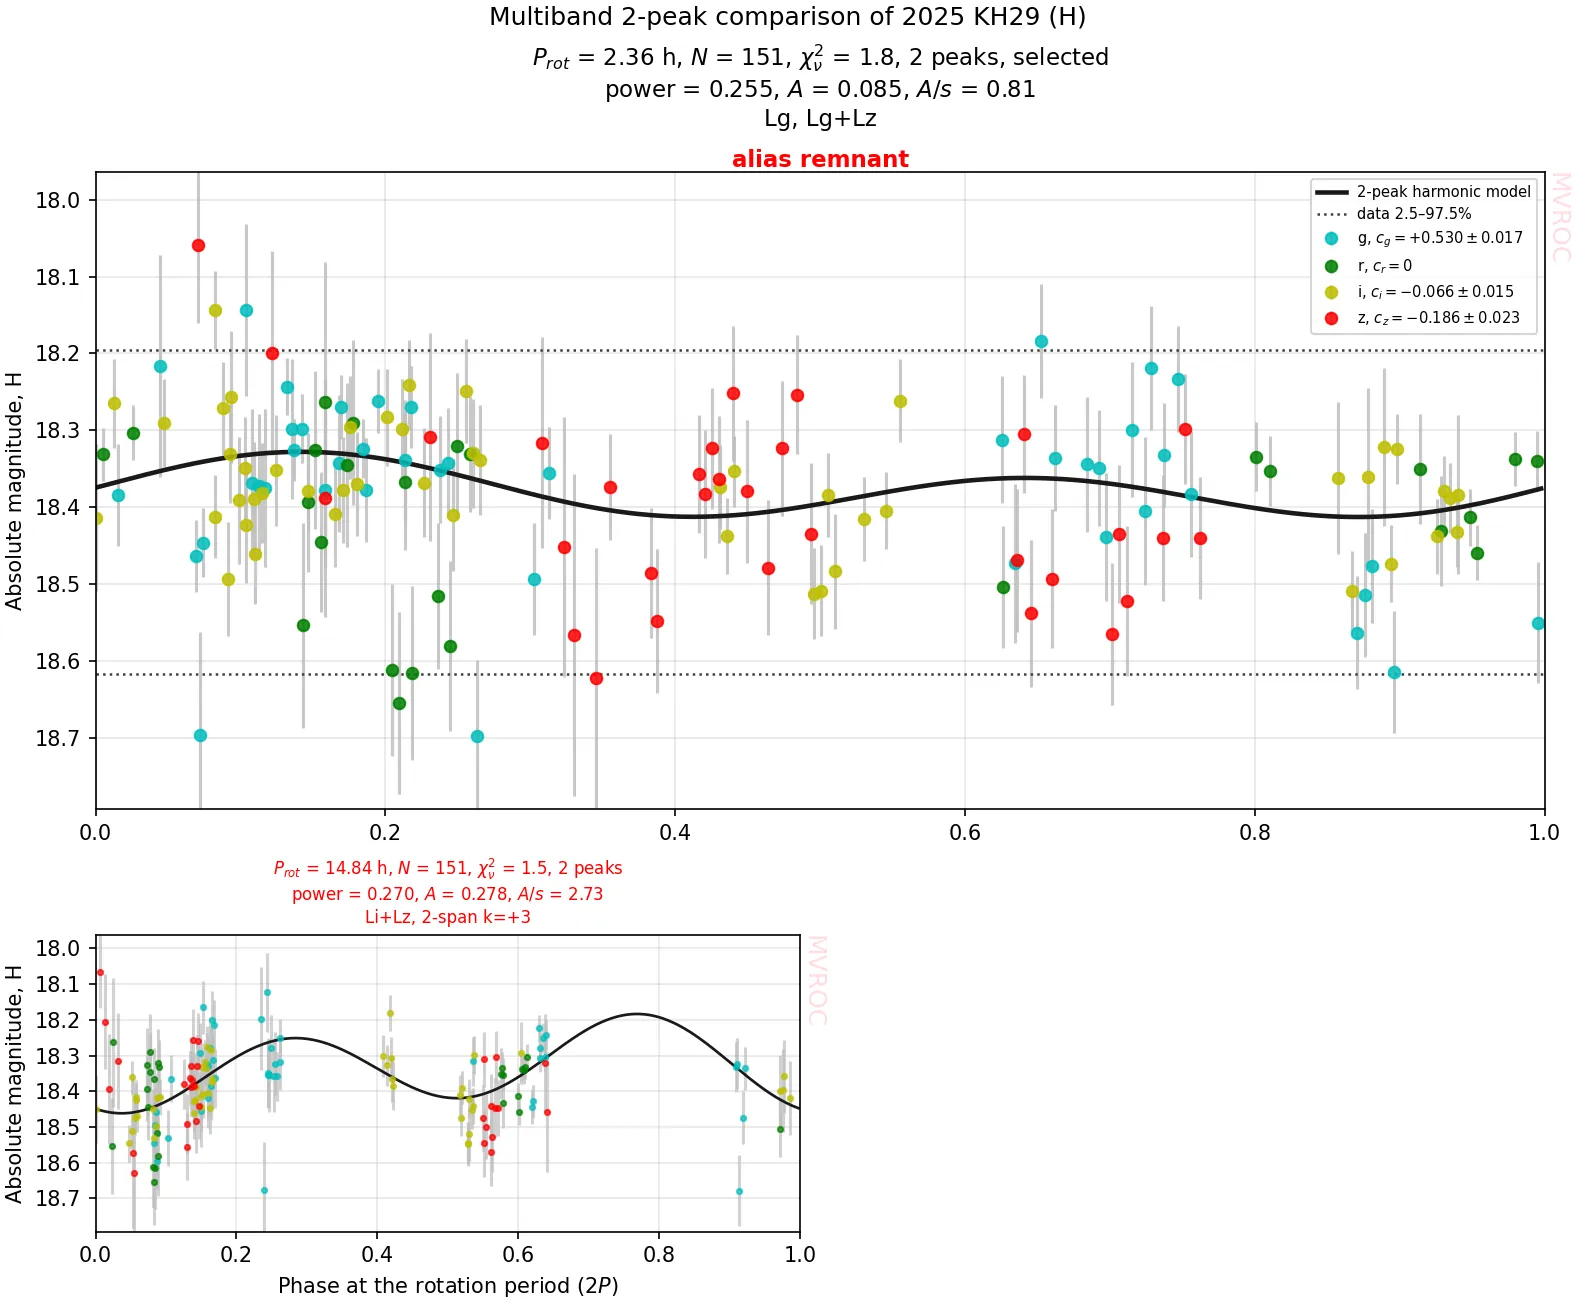 Multiband 2-peak comparison of 2025 KH29 (H)
P_rot = 2.36 h, N = 151, χ²_ν = 1.8, 2 peaks, selected
power = 0.255, A = 0.085, A/s = 0.81
Lg, Lg+Lz
alias remnant
MVROC
2-peak harmonic model
data 2.5–97.5%
g, c_g = +0.530 ± 0.017
r, c_r = 0
i, c_i = −0.066 ± 0.015
z, c_z = −0.186 ± 0.023
Absolute magnitude, H
18.0
18.1
18.2
18.3
18.4
18.5
18.6
18.7
0.0 0.2 0.4 0.6 0.8 1.0
P_rot = 14.84 h, N = 151, χ²_ν = 1.5, 2 peaks
power = 0.270, A = 0.278, A/s = 2.73
Li+Lz, 2-span k=+3
MVROC
Absolute magnitude, H
18.0
18.1
18.2
18.3
18.4
18.5
18.6
18.7
0.0 0.2 0.4 0.6 0.8 1.0
Phase at the rotation period (2P)